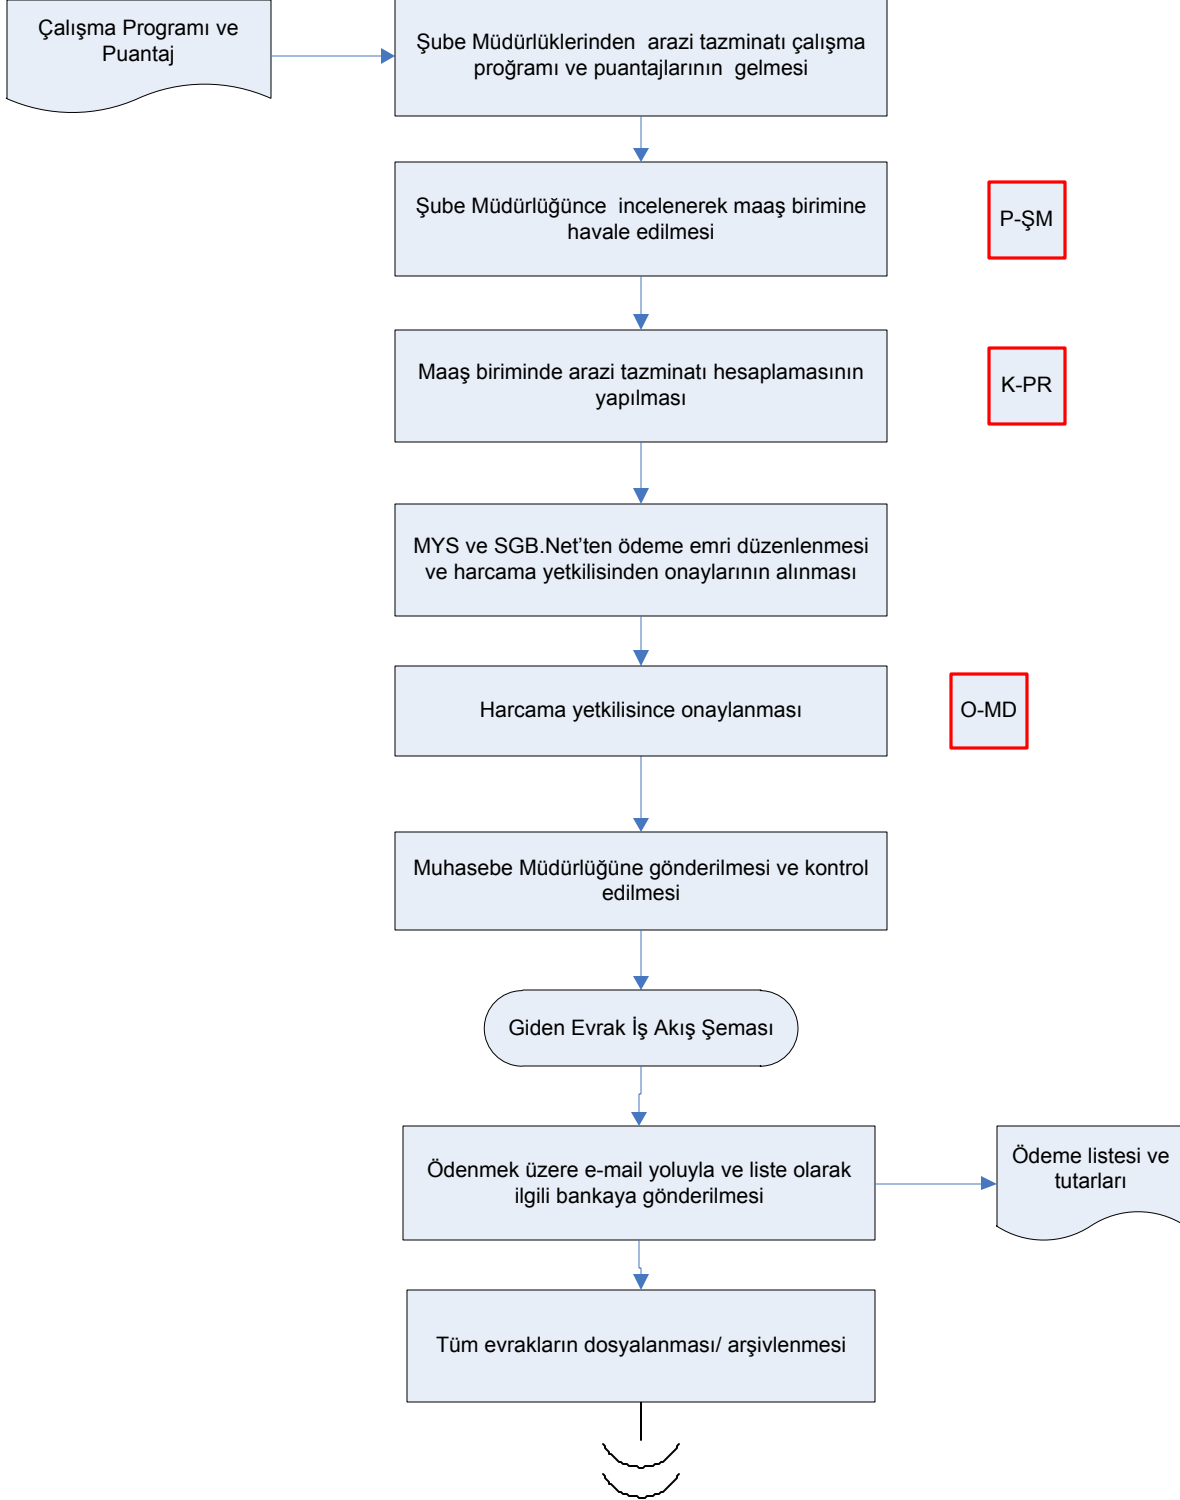 Çalışma Programı ve
Puantaj
Şube Müdürlüklerinden arazi tazminatı çalışma
proğramı ve puantajlarının gelmesi
Şube Müdürlüğünce incelenerek maaş birimine
havale edilmesi
P-ŞM
Maaş biriminde arazi tazminatı hesaplamasının
yapılması
K-PR
MYS ve SGB.Net’ten ödeme emri düzenlenmesi
ve harcama yetkilisinden onaylarının alınması
Harcama yetkilisince onaylanması
O-MD
Muhasebe Müdürlüğüne gönderilmesi ve kontrol
edilmesi
Giden Evrak İş Akış Şeması
Ödenmek üzere e-mail yoluyla ve liste olarak
ilgili bankaya gönderilmesi
Ödeme listesi ve
tutarları
Tüm evrakların dosyalanması/ arşivlenmesi